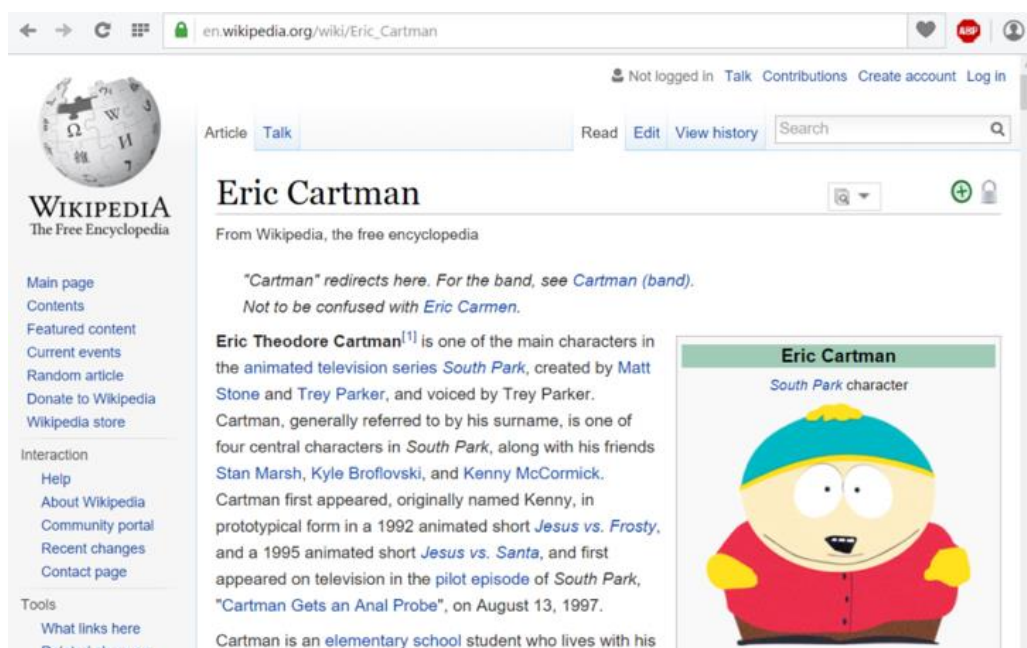 en.wikipedia.org/wiki/Eric_Cartman
ABP
Not logged in Talk Contributions Create account Log in
Article Talk Read Edit View history Search
Ω W И 7
WIKIPEDIA
The Free Encyclopedia
Main page
Contents
Featured content
Current events
Random article
Donate to Wikipedia
Wikipedia store
Interaction
Help
About Wikipedia
Community portal
Recent changes
Contact page
Tools
What links here
Eric Cartman
From Wikipedia, the free encyclopedia
"Cartman" redirects here. For the band, see Cartman (band).
Not to be confused with Eric Carmen.
Eric Theodore Cartman[1] is one of the main characters in
the animated television series South Park, created by Matt
Stone and Trey Parker, and voiced by Trey Parker.
Cartman, generally referred to by his surname, is one of
four central characters in South Park, along with his friends
Stan Marsh, Kyle Broflovski, and Kenny McCormick.
Cartman first appeared, originally named Kenny, in
prototypical form in a 1992 animated short Jesus vs. Frosty,
and a 1995 animated short Jesus vs. Santa, and first
appeared on television in the pilot episode of South Park,
"Cartman Gets an Anal Probe", on August 13, 1997.
Cartman is an elementary school student who lives with his
Eric Cartman
South Park character